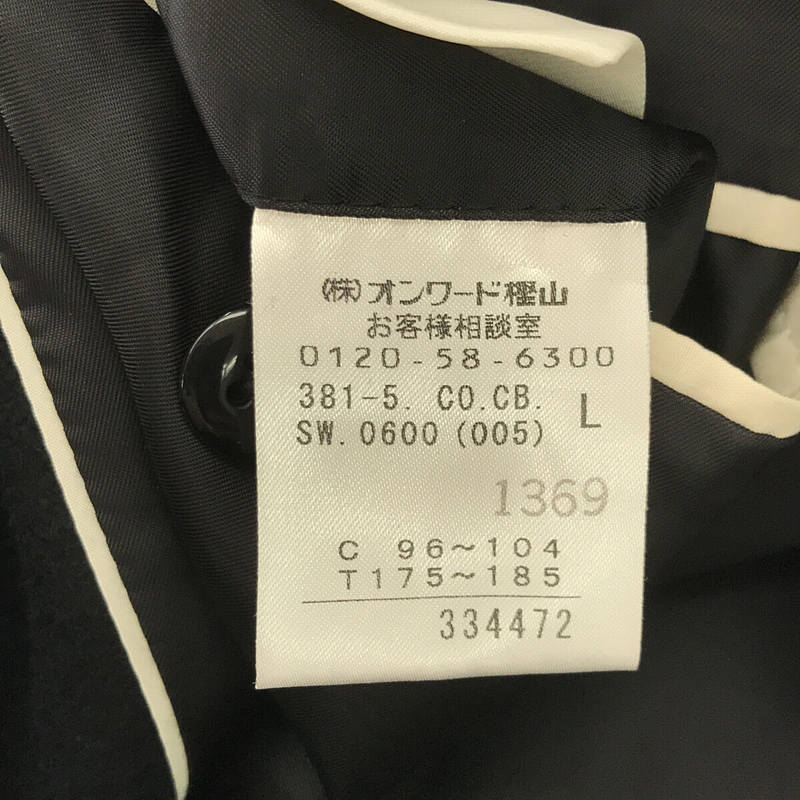 (株)オンワード樫山
お客様相談室
0120-58-6300
381-5. CO.CB. L
SW.0600(005)
1369
C 96~104
T175~185
334472